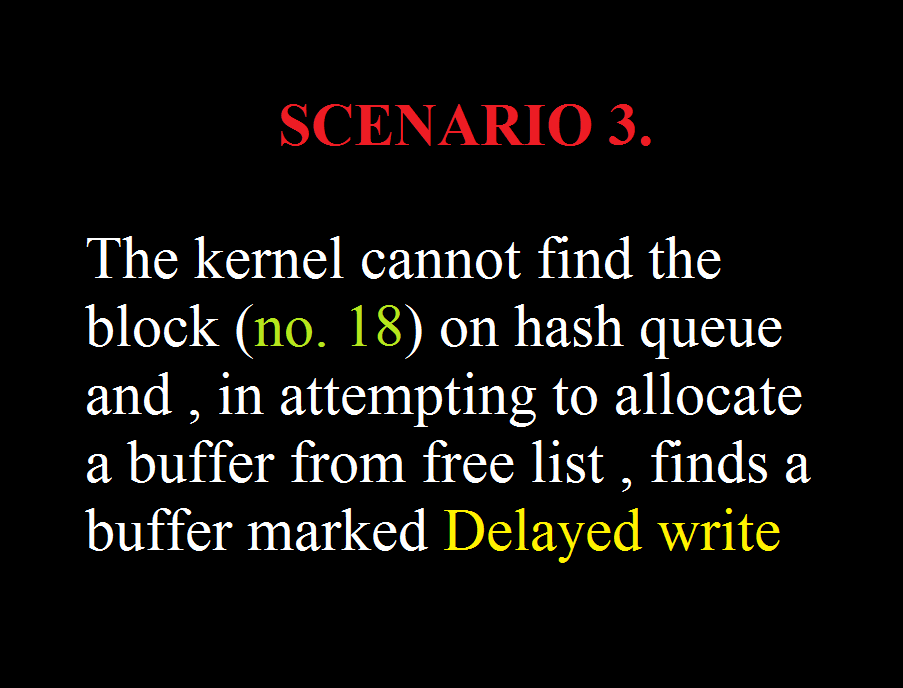 SCENARIO 3.
The kernel cannot find the
block (no. 18) on hash queue
and , in attempting to allocate
a buffer from free list , finds a
buffer marked Delayed write